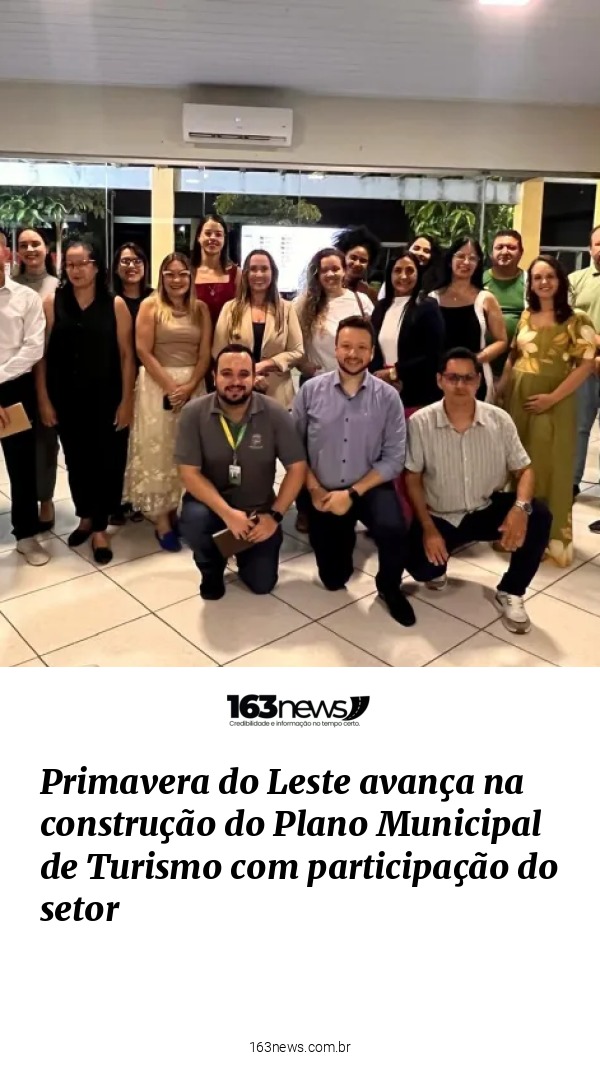 163news
Credibilidade e informação no tempo certo.
Primavera do Leste avança na
construção do Plano Municipal
de Turismo com participação do
setor
163news.com.br